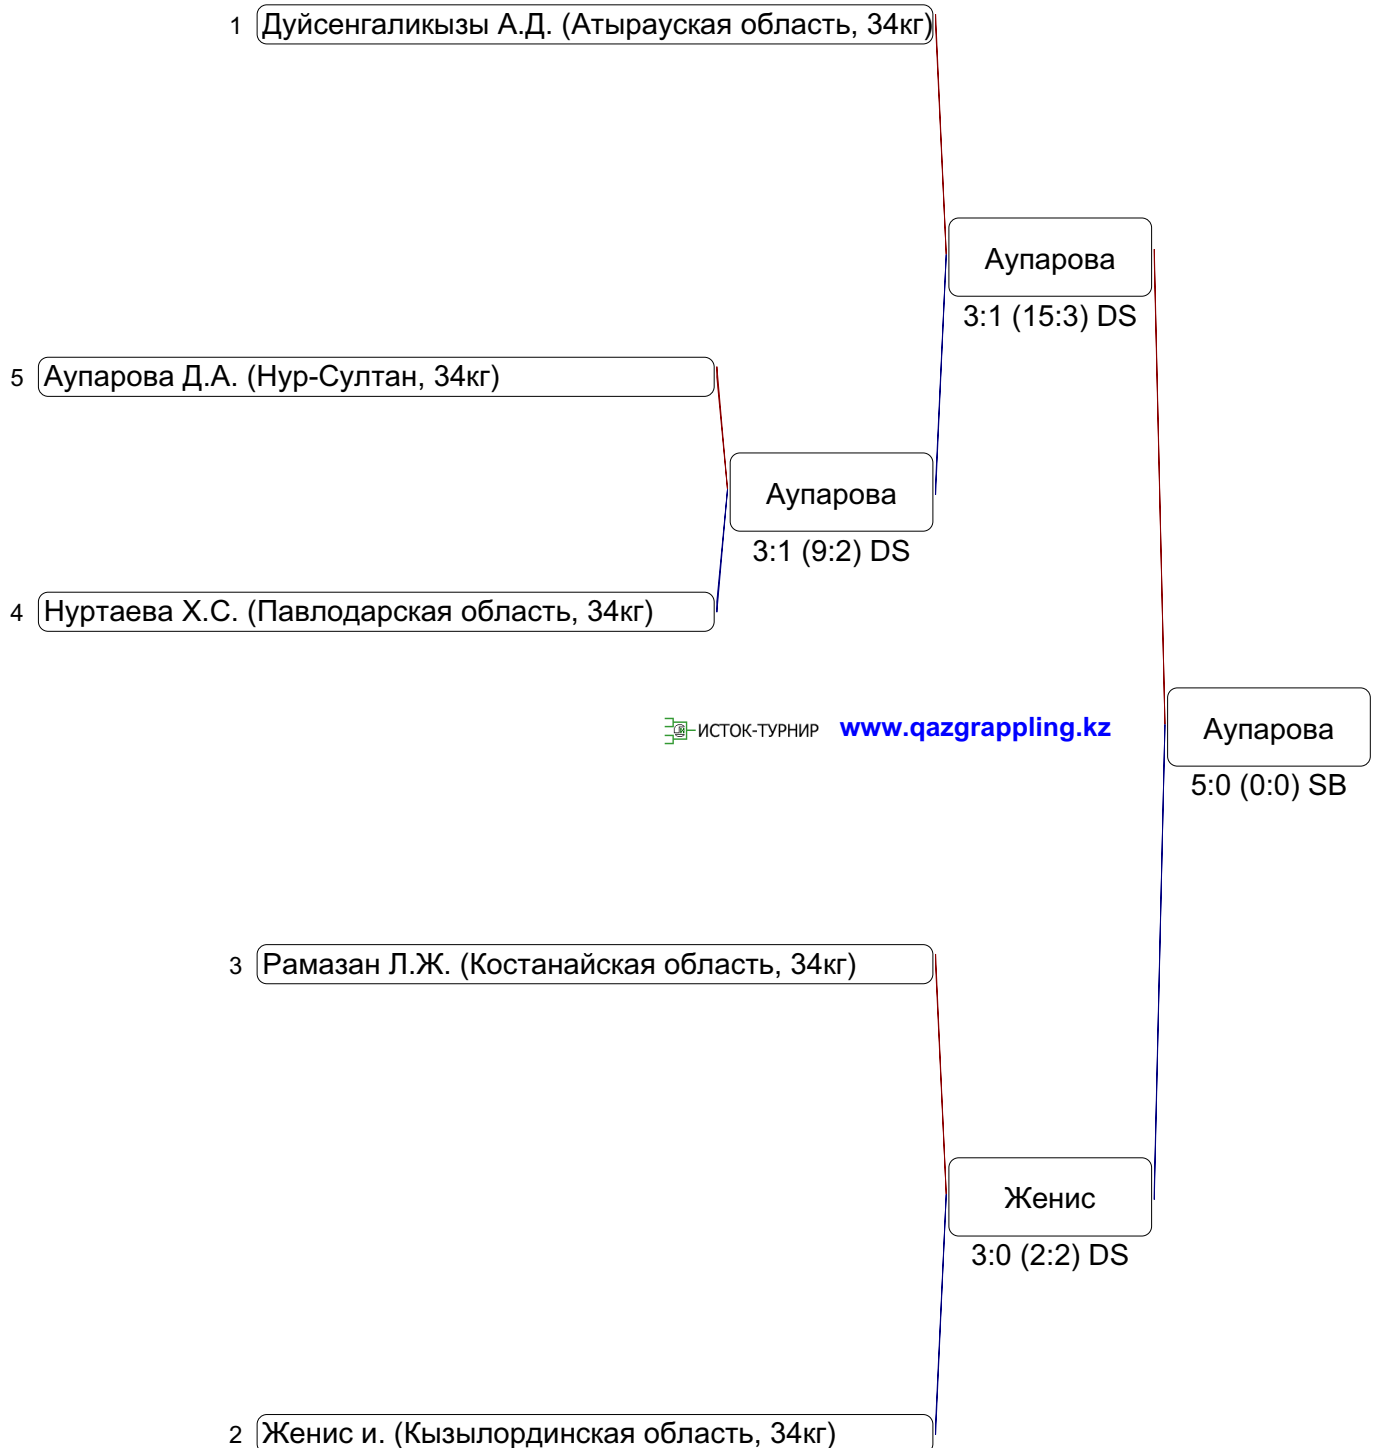 1 Дуйсенгаликызы А.Д. (Атырауская область, 34кг)
Аупарова
3:1 (15:3) DS
5 Аупарова Д.А. (Нур-Султан, 34кг)
Аупарова
3:1 (9:2) DS
4 Нуртаева Х.С. (Павлодарская область, 34кг)
ИСТОК-ТУРНИР www.qazgrappling.kz
Аупарова
5:0 (0:0) SB
3 Рамазан Л.Ж. (Костанайская область, 34кг)
Женис
3:0 (2:2) DS
2 Женис и. (Кызылординская область, 34кг)